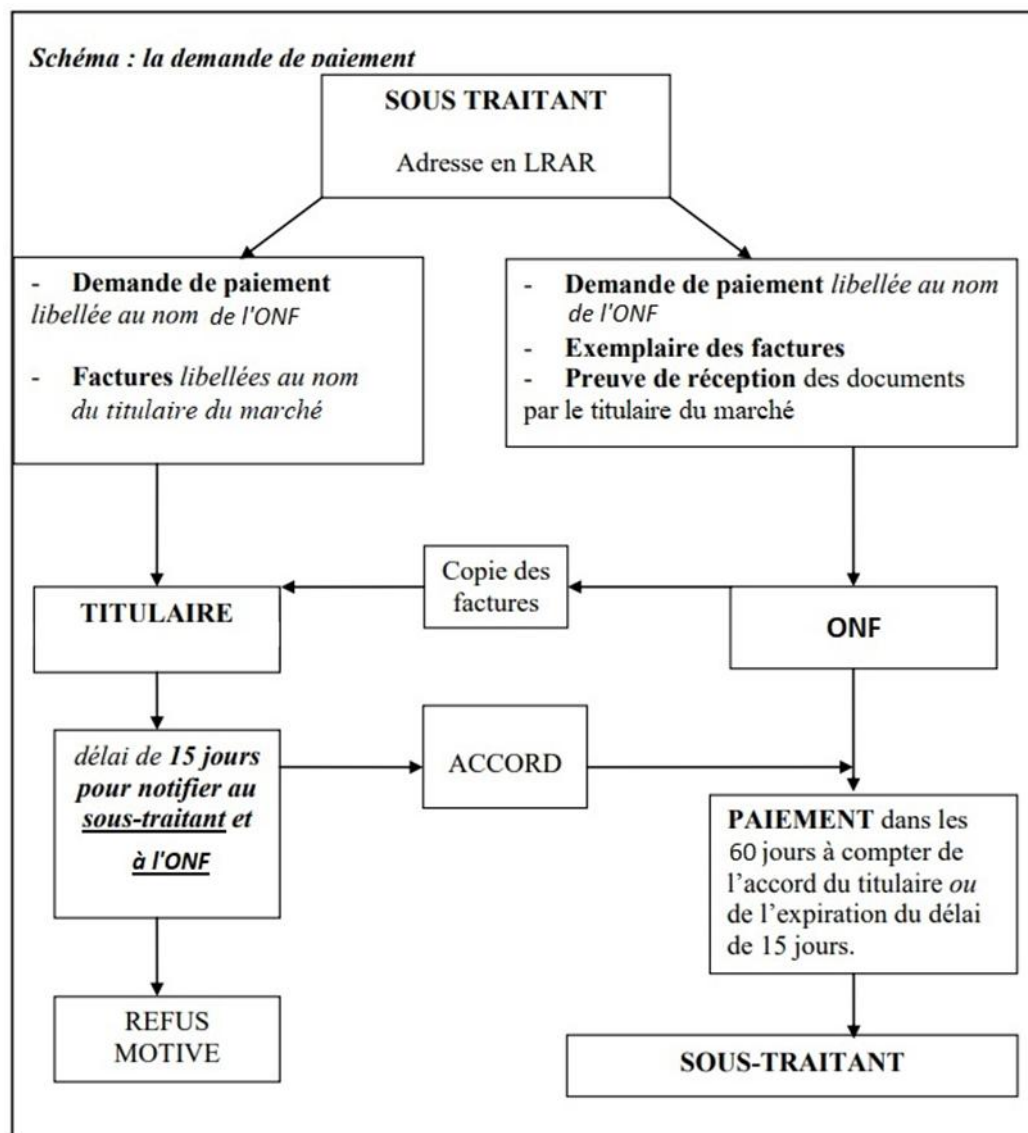 Schéma : la demande de paiement
SOUS TRAITANT
Adresse en LRAR
- Demande de paiement
libellée au nom de l'ONF
- Factures libellées au nom
du titulaire du marché
- Demande de paiement libellée au nom
de l'ONF
- Exemplaire des factures
- Preuve de réception des documents
par le titulaire du marché
Copie des
factures
TITULAIRE
ONF
délai de 15 jours
pour notifier au
sous-traitant et
à l'ONF
ACCORD
PAIEMENT dans les
60 jours à compter de
l’accord du titulaire ou
de l’expiration du délai
de 15 jours.
REFUS
MOTIVE
SOUS-TRAITANT